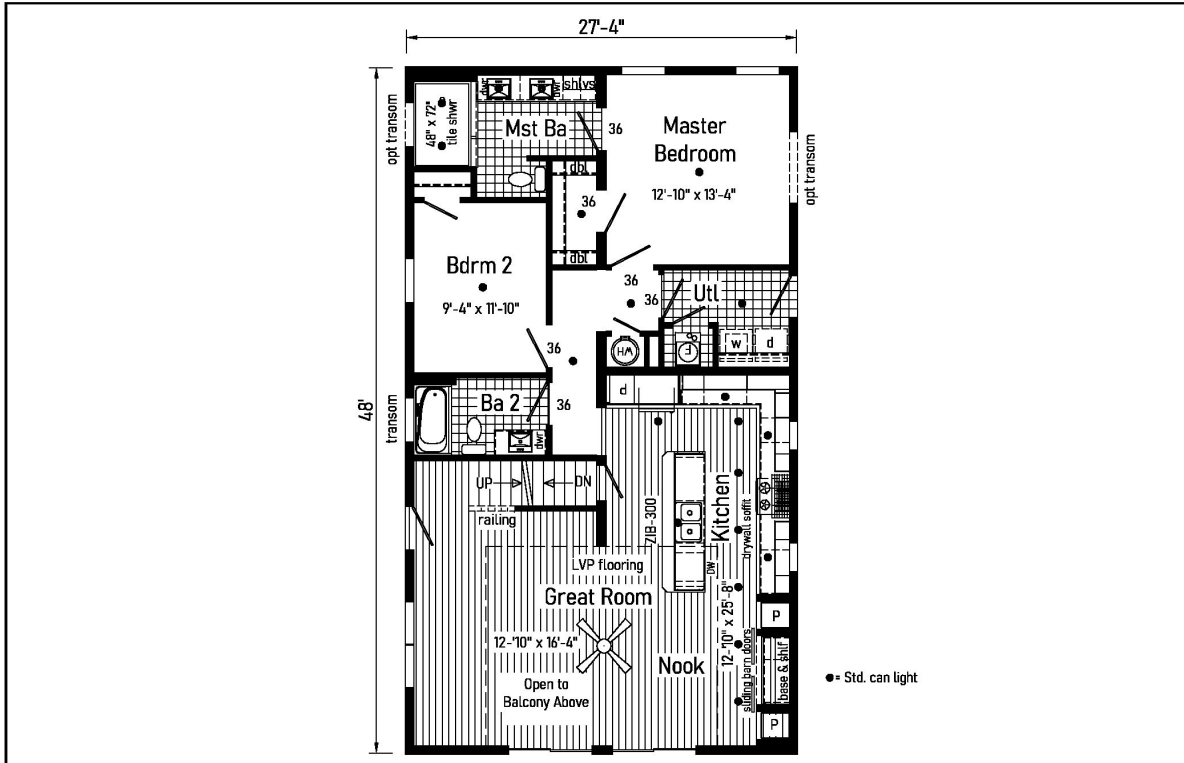 27'-4"
48'
opt transom
48" x 72"
tile shwr
dwr
dwr
shlvs
Mst Ba
36
Master
Bedroom
12'-10" x 13'-4"
opt transom
dbl
36
dbl
Bdrm 2
9'-4" x 11'-10"
36
36
36
Utl
w
d
HW
F
36
transom
Ba 2
dwr
d
UP
DN
railing
ZIB-300
Kitchen
drywall soffit
DW
LVP flooring
Great Room
12'-10" x 16'-4"
12'-10" x 25'-8"
Nook
Open to
Balcony Above
sliding barn doors
P
base & shlf
P
= Std. can light